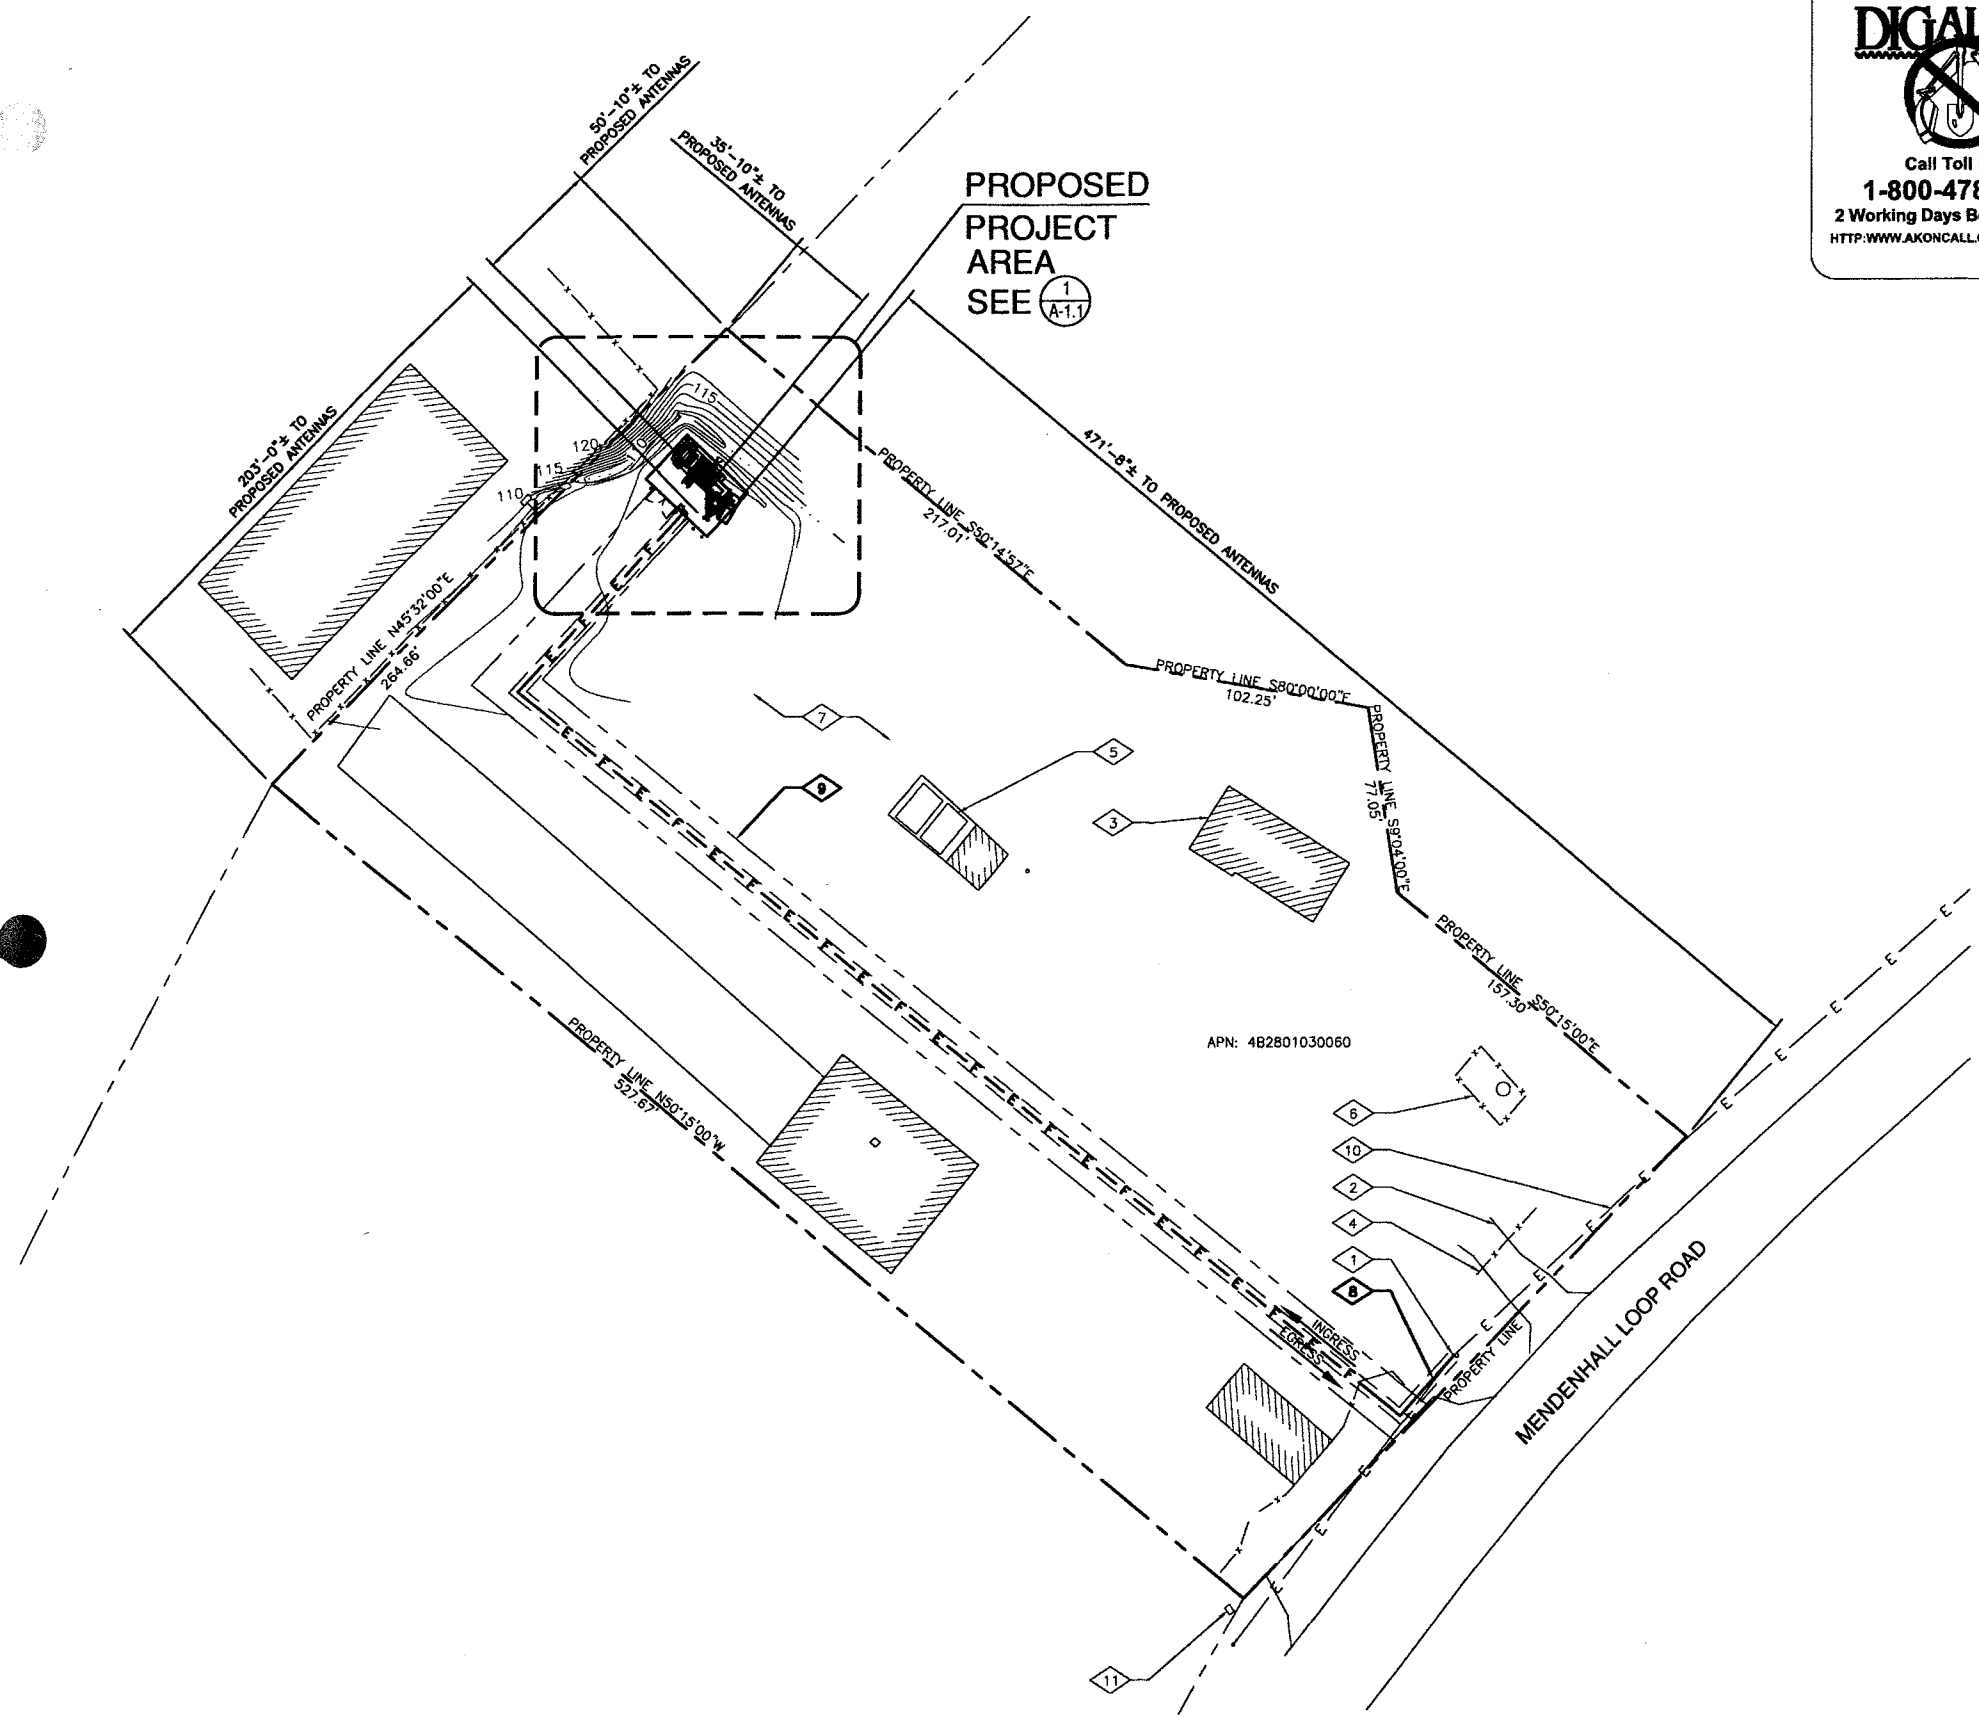 DIGAL
Call Toll
1-800-478
2 Working Days B
HTTP:WWW.AKONCALL.
50'-10"± TO
PROPOSED ANTENNAS
35'-10"± TO
PROPOSED ANTENNAS
PROPOSED
PROJECT
AREA
SEE 1
A-1.1
203'-0"± TO
PROPOSED ANTENNAS
471'-8"± TO PROPOSED ANTENNAS
115
120
115
110
10
PROPERTY LINE S50°14'57"E
217.01'
PROPERTY LINE N45°32'00"E
264.66'
PROPERTY LINE S80°00'00"E
102.25'
PROPERTY LINE S9°04'00"E
77.05'
7
5
9
3
PROPERTY LINE S50°15'00"E
157.30'
PROPERTY LINE N50°15'00"W
527.67'
APN: 4B2801030060
6
10
2
4
1
8
INGRESS
EGRESS
PROPERTY LINE
MENDENHALL LOOP ROAD
11